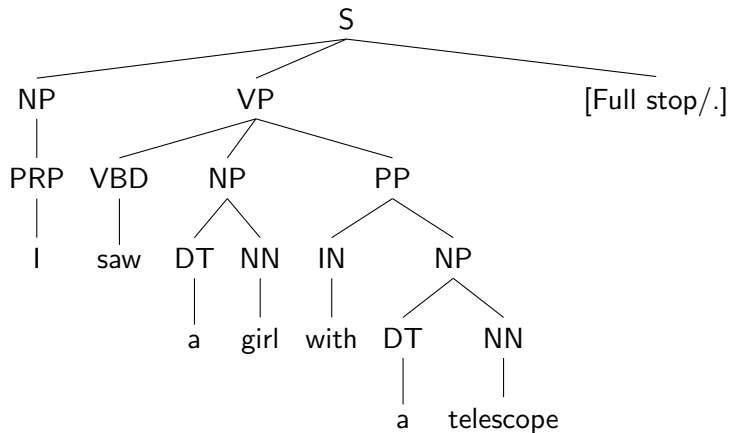 S
NP VP [Full stop/.]
PRP VBD NP PP
I saw DT NN IN NP
a girl with DT NN
a telescope